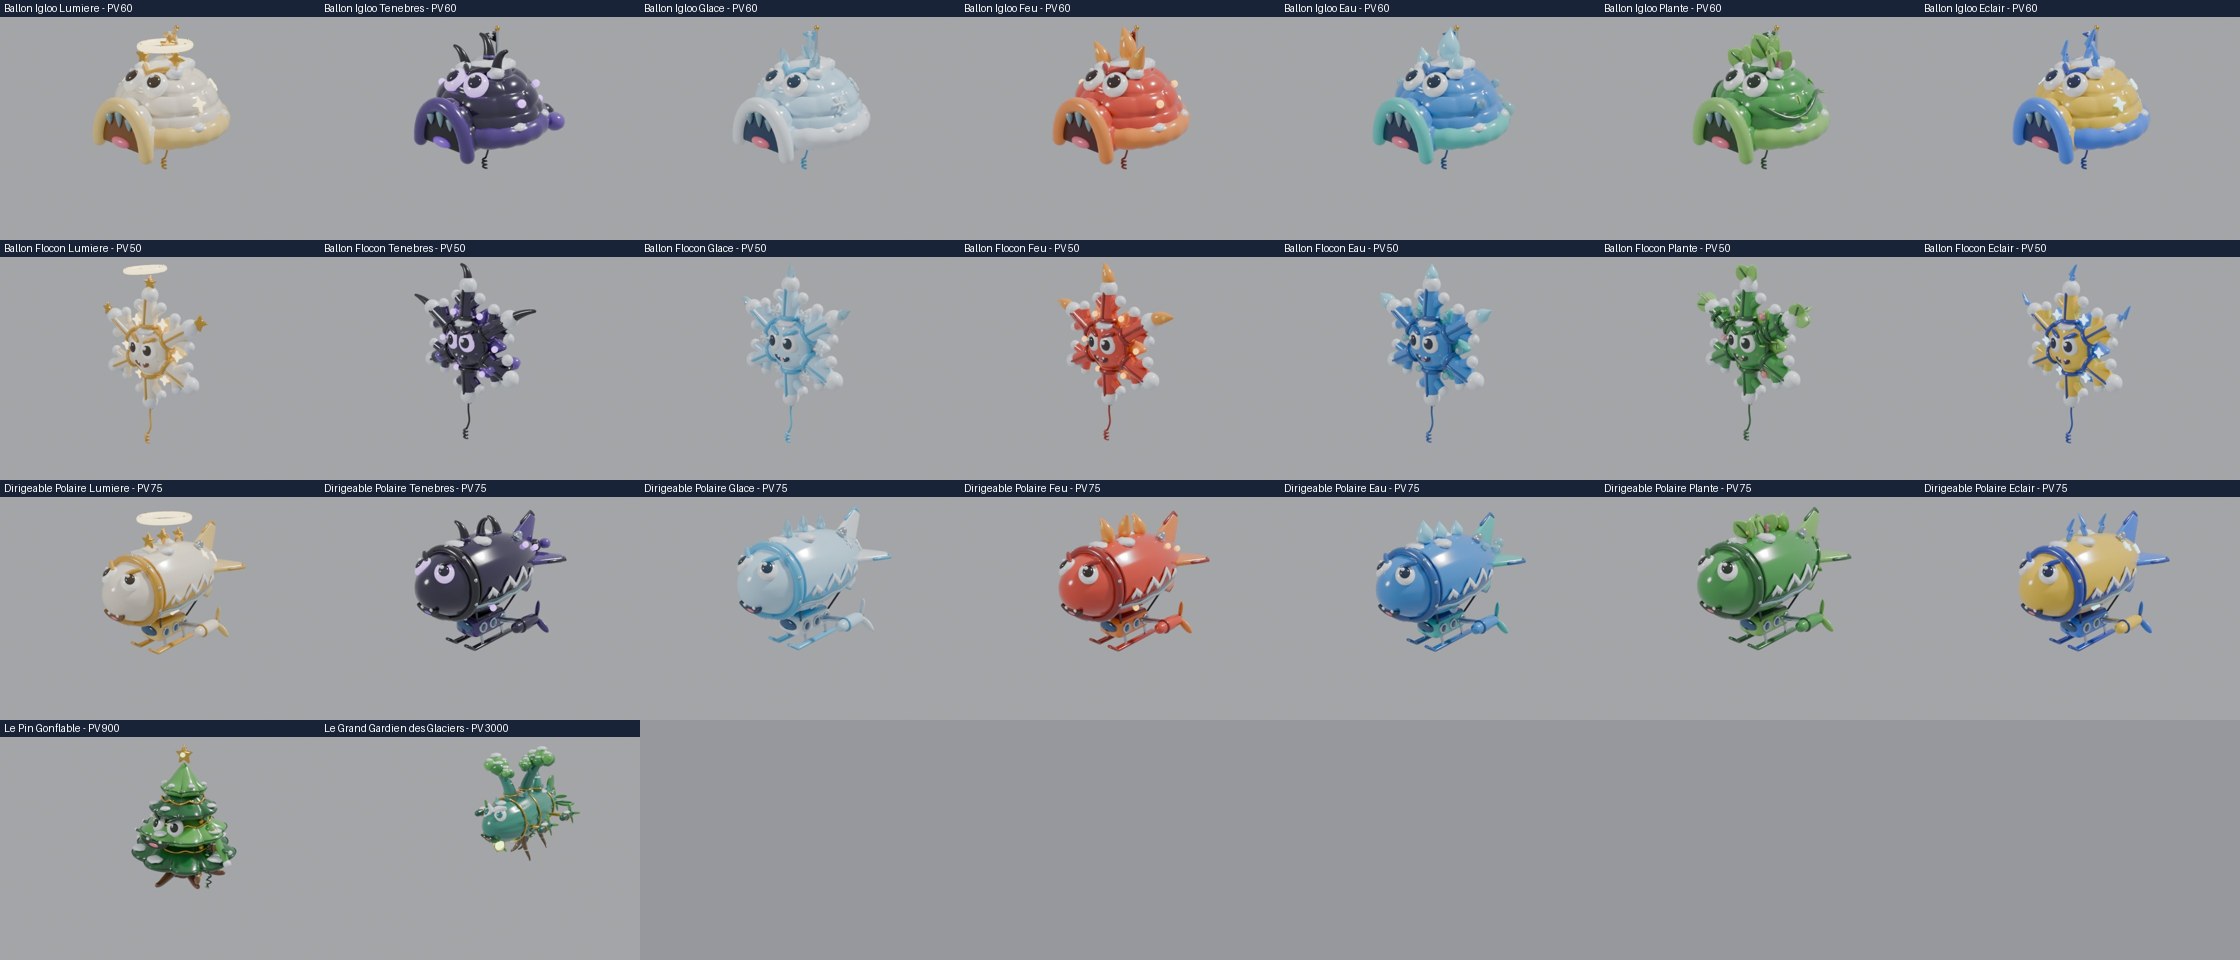 Ballon Igloo Lumiere - PV60
Ballon Igloo Tenebres - PV60
Ballon Igloo Glace - PV60
Ballon Igloo Feu - PV60
Ballon Igloo Eau - PV60
Ballon Igloo Plante - PV60
Ballon Igloo Eclair - PV60
Ballon Flocon Lumiere - PV50
Ballon Flocon Tenebres - PV50
Ballon Flocon Glace - PV50
Ballon Flocon Feu - PV50
Ballon Flocon Eau - PV50
Ballon Flocon Plante - PV50
Ballon Flocon Eclair - PV50
Dirigeable Polaire Lumiere - PV75
Dirigeable Polaire Tenebres - PV75
Dirigeable Polaire Glace - PV75
Dirigeable Polaire Feu - PV75
Dirigeable Polaire Eau - PV75
Dirigeable Polaire Plante - PV75
Dirigeable Polaire Eclair - PV75
Le Pin Gonflable - PV900
Le Grand Gardien des Glaciers - PV3000